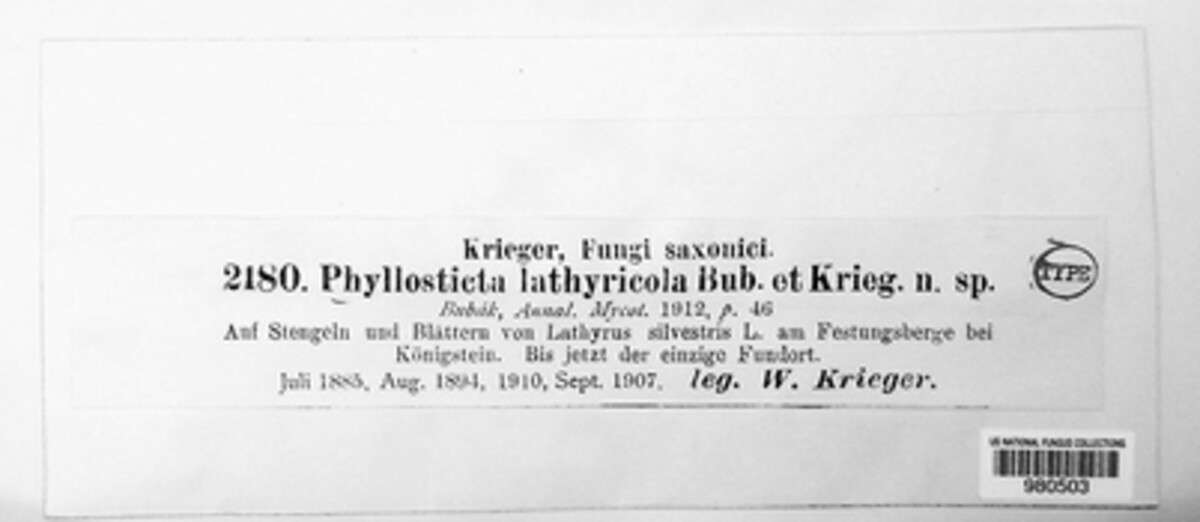 Krieger, Fungi saxonici.
2180. Phyllosticta lathyricola Bub. et Krieg. n. sp.
TYPE
Bubák, Annal. Mycot. 1912, p. 46
Auf Stengeln und Blättern von Lathyrus silvestris L. am Festungsberge bei
Königstein. Bis jetzt der einzige Fundort.
Juli 1885, Aug. 1894, 1910, Sept. 1907. leg. W. Krieger.
US NATIONAL FUNGUS COLLECTIONS
980503